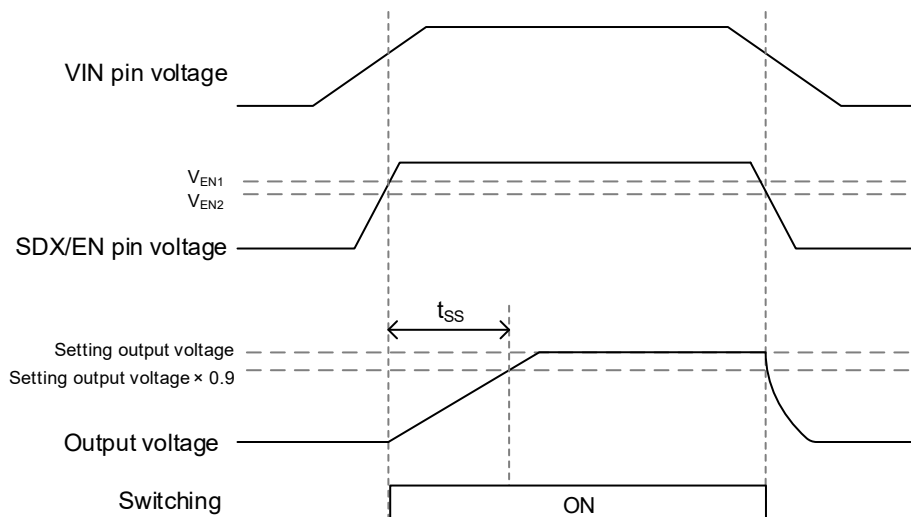 VIN pin voltage
VEN1
VEN2
SDX/EN pin voltage
tSS
Setting output voltage
Setting output voltage × 0.9
Output voltage
Switching
ON